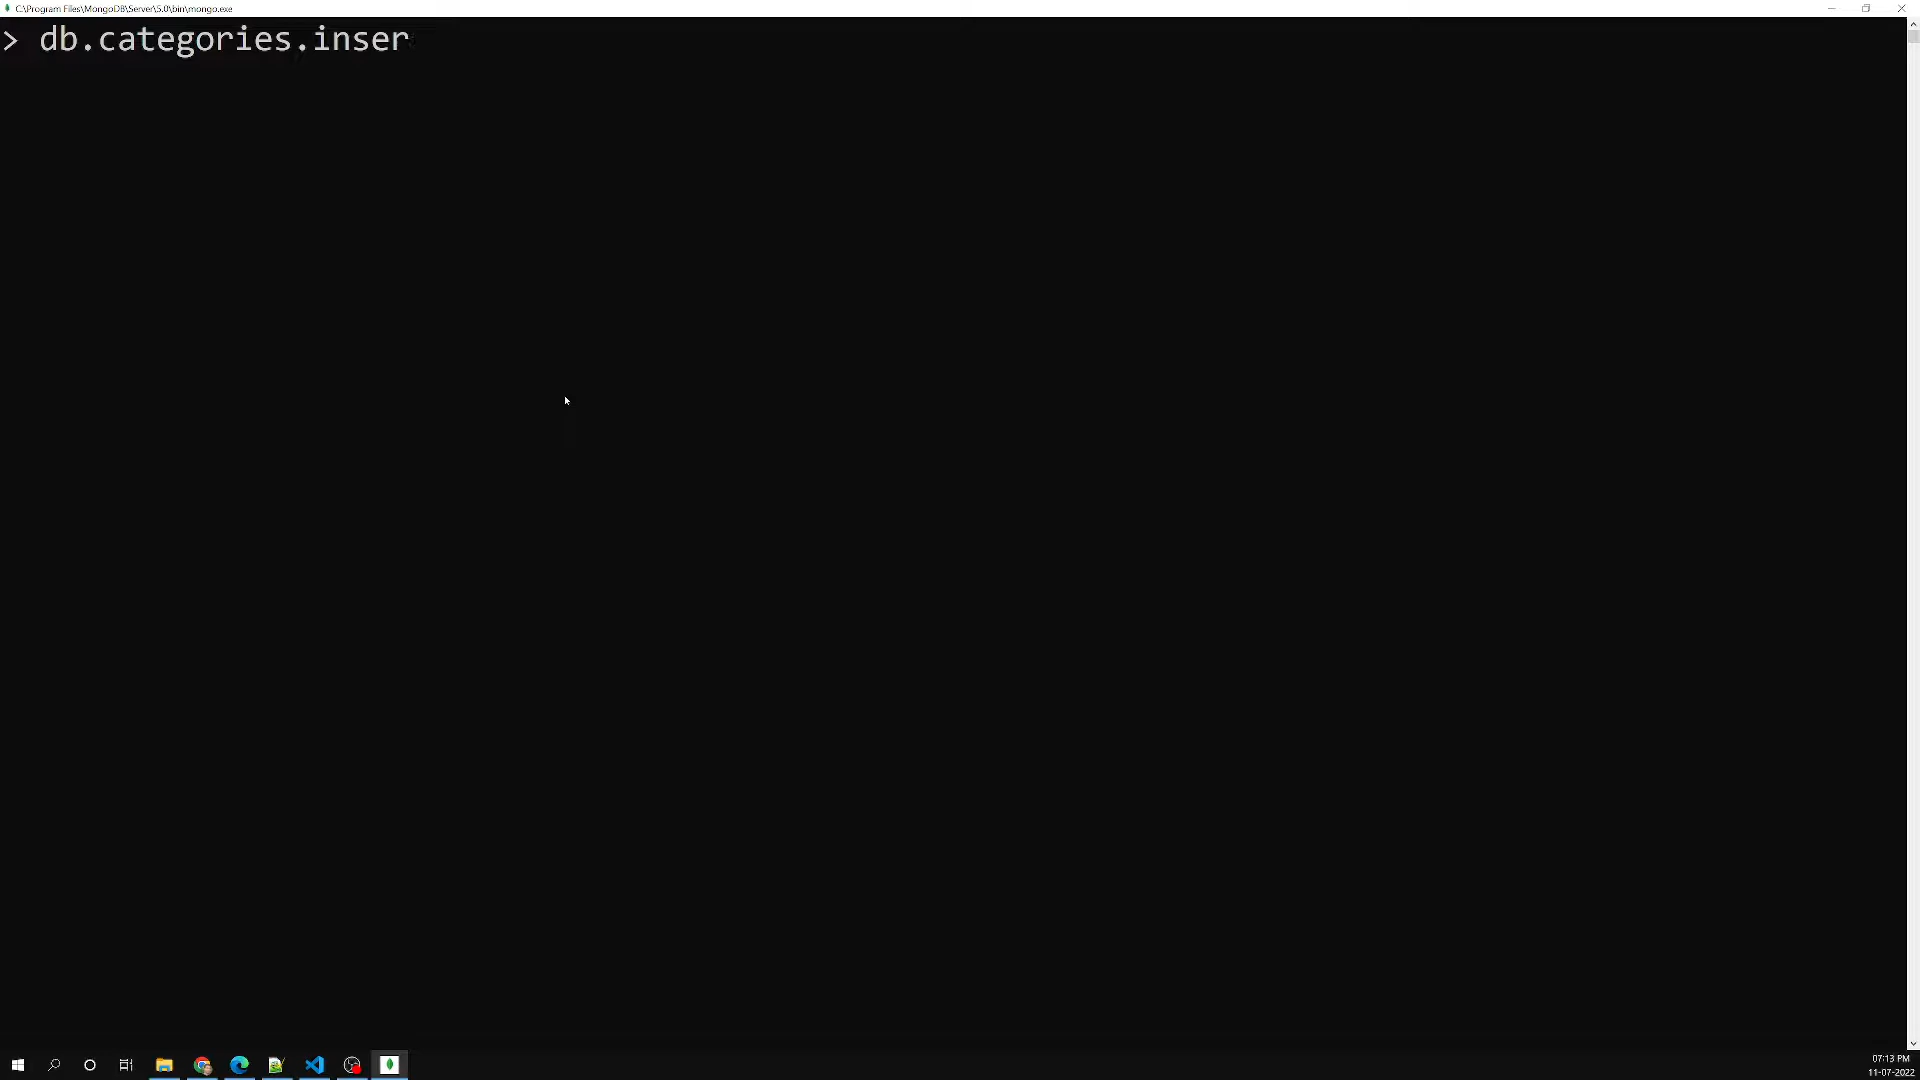 C:\Program Files\MongoDB\Server\5.0\bin\mongo.exe
> db.categories.inser
07:13 PM
11-07-2022